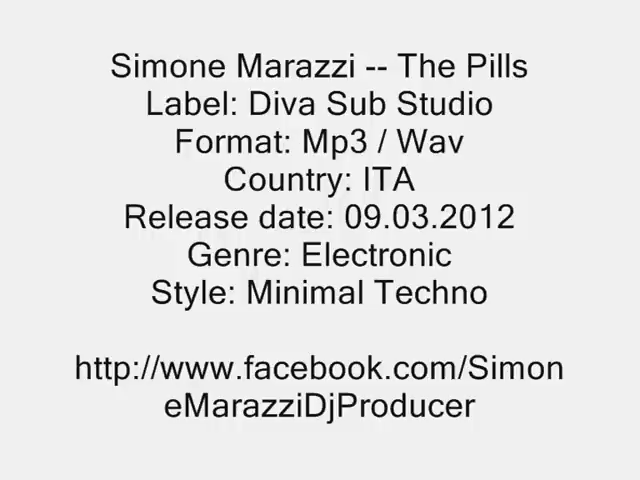 Simone Marazzi -- The Pills
Label: Diva Sub Studio
Format: Mp3 / Wav
Country: ITA
Release date: 09.03.2012
Genre: Electronic
Style: Minimal Techno
http://www.facebook.com/Simon
eMarazziDjProducer